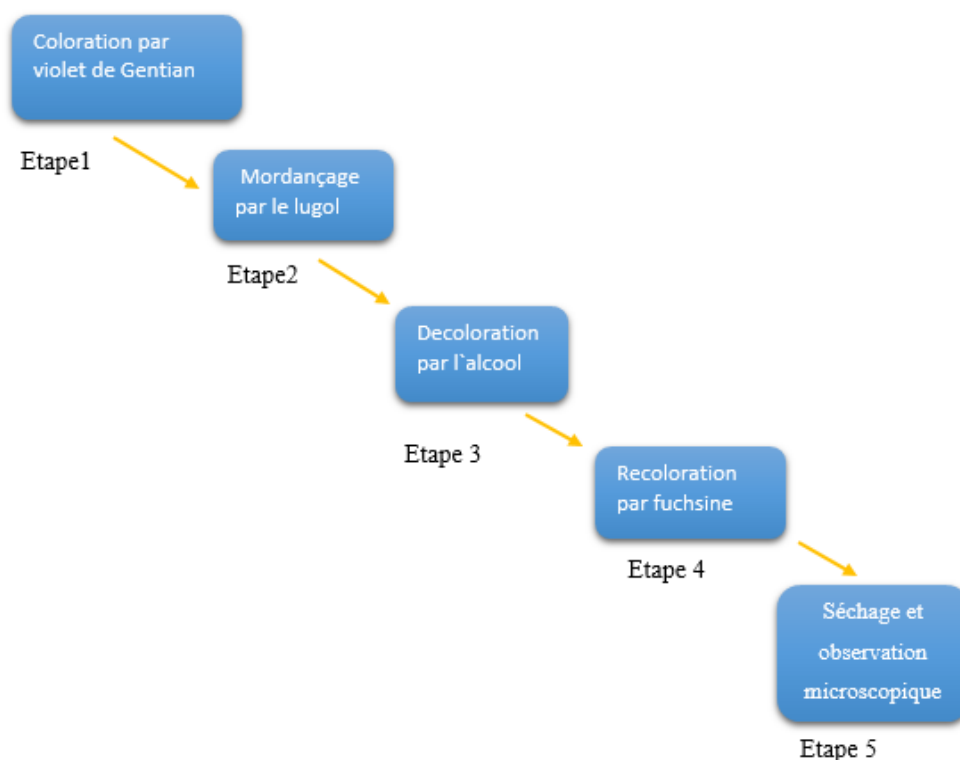 Coloration par
violet de Gentian
Etape1
Mordançage
par le lugol
Etape2
Decoloration
par l`alcool
Etape 3
Recoloration
par fuchsine
Etape 4
Séchage et
observation
microscopique
Etape 5